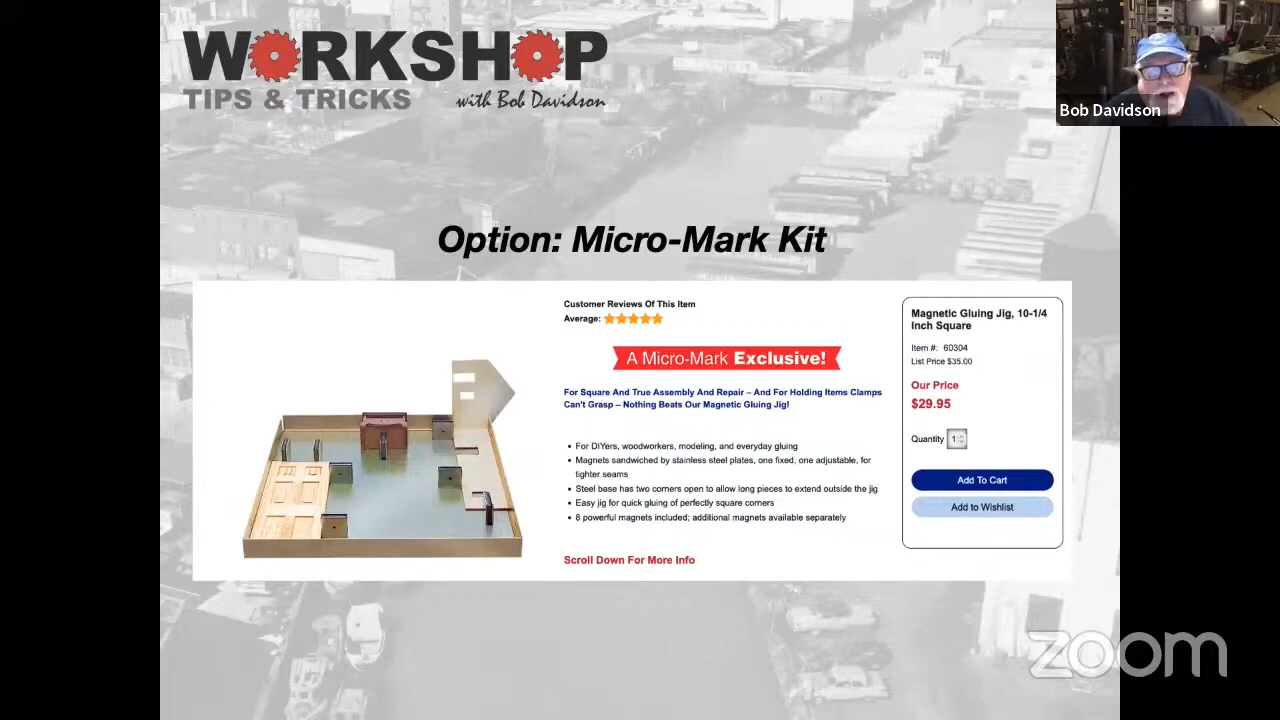 WORKSHOP
TIPS & TRICKS
with Bob Davidson
Bob Davidson
Option: Micro-Mark Kit
Customer Reviews Of This Item
Average:
A Micro-Mark Exclusive!
For Square And True Assembly And Repair – And For Holding Items Clamps
Can't Grasp – Nothing Beats Our Magnetic Gluing Jig!
• For DIYers, woodworkers, modeling, and everyday gluing
• Magnets sandwiched by stainless steel plates, one fixed, one adjustable, for
tighter seams
• Steel base has two corners open to allow long pieces to extend outside the jig
• Easy jig for quick gluing of perfectly square corners
• 8 powerful magnets included; additional magnets available separately
Scroll Down For More Info
Magnetic Gluing Jig, 10-1/4
Inch Square
Item #: 60304
List Price $35.00
Our Price
$29.95
Quantity 1
Add To Cart
Add to Wishlist
zoom